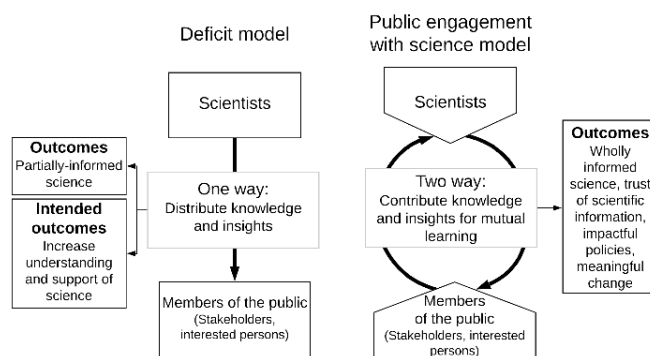 Deficit model
Scientists
Outcomes
Partially-informed
science
Intended
outcomes
Increase
understanding
and support of
science
One way:
Distribute knowledge
and insights
Members of the public
(Stakeholders,
interested persons)
Public engagement
with science model
Scientists
Two way:
Contribute knowledge
and insights for mutual
learning
Members
of the public
(Stakeholders, interested
persons)
Outcomes
Wholly
informed
science, trust
of scientific
information,
impactful
policies,
meaningful
change